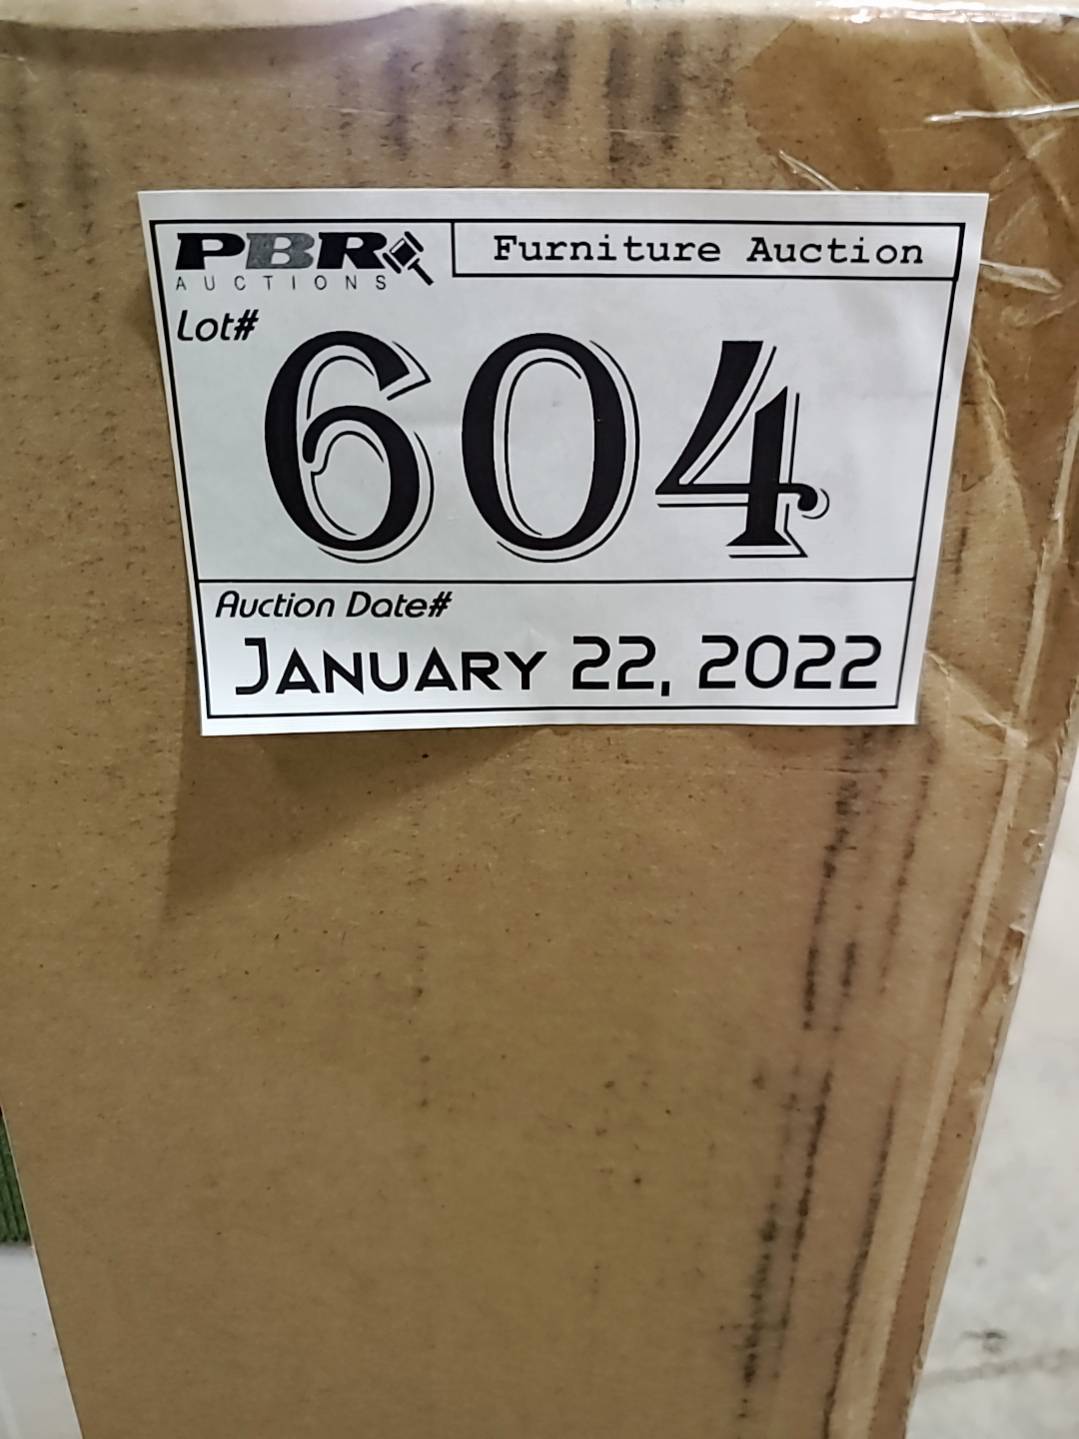 PBR
AUCTIONS
Furniture Auction
Lot#
604
Auction Date#
January 22, 2022